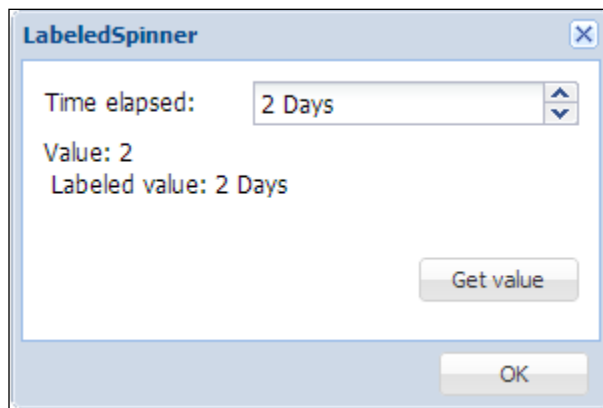 LabeledSpinner
Time elapsed: 2 Days
Value: 2
Labeled value: 2 Days
Get value
OK